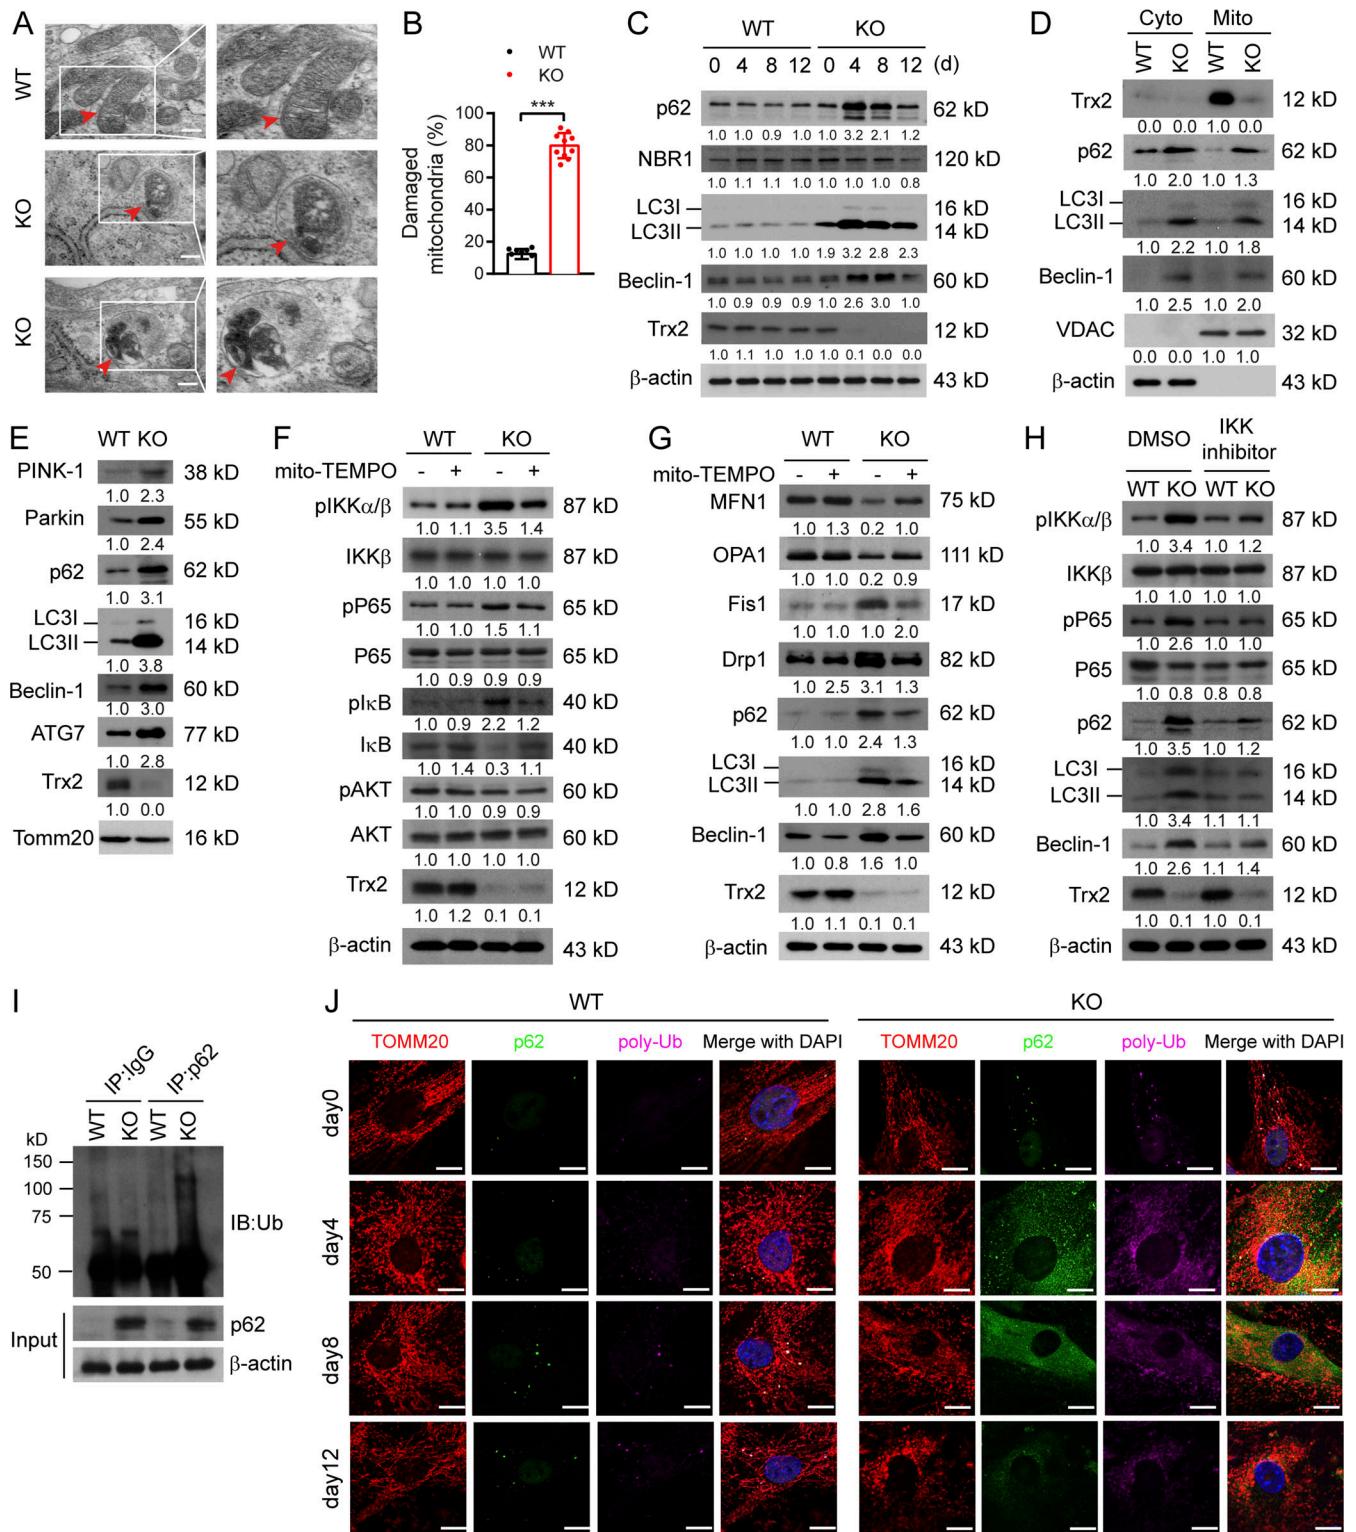 A
WT
KO
KO
B
WT
KO
***
Damaged
mitochondria (%)
100
80
60
40
20
0
WT KO
C
WT KO
0 4 8 12 0 4 8 12 (d)
p62 62 kD
1.0 1.0 0.9 1.0 1.0 3.2 2.1 1.2
NBR1 120 kD
1.0 1.1 1.1 1.0 1.0 1.0 1.0 0.8
LC3I 16 kD
LC3II 14 kD
1.0 1.0 1.0 1.0 1.9 3.2 2.8 2.3
Beclin-1 60 kD
1.0 0.9 0.9 0.9 1.0 2.6 3.0 1.0
Trx2 12 kD
1.0 1.1 1.0 1.0 1.0 0.1 0.0 0.0
β-actin 43 kD
D
Cyto Mito
WT KO WT KO
Trx2 12 kD
0.0 0.0 1.0 0.0
p62 62 kD
1.0 2.0 1.0 1.3
LC3I 16 kD
LC3II 14 kD
1.0 2.2 1.0 1.8
Beclin-1 60 kD
1.0 2.5 1.0 2.0
VDAC 32 kD
0.0 0.0 1.0 1.0
β-actin 43 kD
E
WT KO
PINK-1 38 kD
1.0 2.3
Parkin 55 kD
1.0 2.4
p62 62 kD
1.0 3.1
LC3I 16 kD
LC3II 14 kD
1.0 3.8
Beclin-1 60 kD
1.0 3.0
ATG7 77 kD
1.0 2.8
Trx2 12 kD
1.0 0.0
Tomm20 16 kD
F
WT KO
mito-TEMPO - + - +
pIKKα/β 87 kD
1.0 1.1 3.5 1.4
IKKβ 87 kD
1.0 1.0 1.0 1.0
pP65 65 kD
1.0 1.0 1.5 1.1
P65 65 kD
1.0 0.9 0.9 0.9
pIκB 40 kD
1.0 0.9 2.2 1.2
IκB 40 kD
1.0 1.4 0.3 1.1
pAKT 60 kD
1.0 1.0 0.9 0.9
AKT 60 kD
1.0 1.0 1.0 1.0
Trx2 12 kD
1.0 1.2 0.1 0.1
β-actin 43 kD
G
WT KO
mito-TEMPO - + - +
MFN1 75 kD
1.0 1.3 0.2 1.0
OPA1 111 kD
1.0 1.0 0.2 0.9
Fis1 17 kD
1.0 1.0 1.0 2.0
Drp1 82 kD
1.0 2.5 3.1 1.3
p62 62 kD
1.0 1.0 2.4 1.3
LC3I 16 kD
LC3II 14 kD
1.0 1.0 2.8 1.6
Beclin-1 60 kD
1.0 0.8 1.6 1.0
Trx2 12 kD
1.0 1.1 0.1 0.1
β-actin 43 kD
H
DMSO IKK
inhibitor
WT KO WT KO
pIKKα/β 87 kD
1.0 3.4 1.0 1.2
IKKβ 87 kD
1.0 1.0 1.0 1.0
pP65 65 kD
1.0 2.6 1.0 1.0
P65 65 kD
1.0 0.8 0.8 0.8
p62 62 kD
1.0 3.5 1.0 1.2
LC3I 16 kD
LC3II 14 kD
1.0 3.4 1.1 1.1
Beclin-1 60 kD
1.0 2.6 1.1 1.4
Trx2 12 kD
1.0 0.1 1.0 0.1
β-actin 43 kD
I
IP:IgG IP:p62
WT KO WT KO
kD
150
100
75
50
IB:Ub
Input p62
β-actin
J
WT KO
TOMM20 p62 poly-Ub Merge with DAPI TOMM20 p62 poly-Ub Merge with DAPI
day0
day4
day8
day12